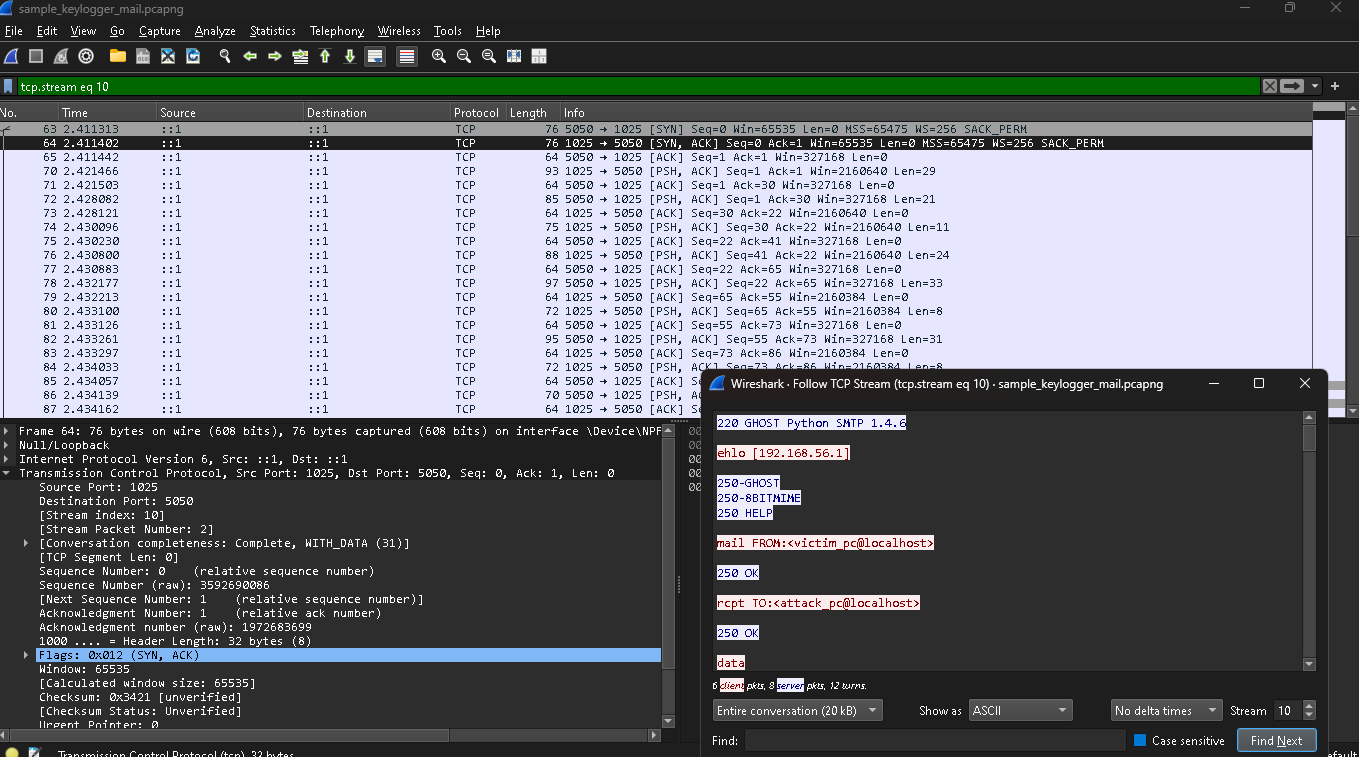 sample_keylogger_mail.pcapng
File Edit View Go Capture Analyze Statistics Telephony Wireless Tools Help
tcp.stream eq 10
No. Time Source Destination Protocol Length Info
63 2.411313 ::1 ::1 TCP 76 5050 → 1025 [SYN] Seq=0 Win=65535 Len=0 MSS=65475 WS=256 SACK_PERM
64 2.411402 ::1 ::1 TCP 76 1025 → 5050 [SYN, ACK] Seq=0 Ack=1 Win=65535 Len=0 MSS=65475 WS=256 SACK_PERM
65 2.411442 ::1 ::1 TCP 64 5050 → 1025 [ACK] Seq=1 Ack=1 Win=327168 Len=0
70 2.421466 ::1 ::1 TCP 93 1025 → 5050 [PSH, ACK] Seq=1 Ack=1 Win=2160640 Len=29
71 2.421503 ::1 ::1 TCP 64 5050 → 1025 [ACK] Seq=1 Ack=30 Win=327168 Len=0
72 2.428082 ::1 ::1 TCP 85 5050 → 1025 [PSH, ACK] Seq=1 Ack=30 Win=327168 Len=21
73 2.428121 ::1 ::1 TCP 64 1025 → 5050 [ACK] Seq=30 Ack=22 Win=2160640 Len=0
74 2.430096 ::1 ::1 TCP 75 1025 → 5050 [PSH, ACK] Seq=30 Ack=22 Win=2160640 Len=11
75 2.430230 ::1 ::1 TCP 64 5050 → 1025 [ACK] Seq=22 Ack=41 Win=327168 Len=0
76 2.430800 ::1 ::1 TCP 88 1025 → 5050 [PSH, ACK] Seq=41 Ack=22 Win=2160640 Len=24
77 2.430883 ::1 ::1 TCP 64 5050 → 1025 [ACK] Seq=22 Ack=65 Win=327168 Len=0
78 2.432177 ::1 ::1 TCP 97 5050 → 1025 [PSH, ACK] Seq=22 Ack=65 Win=327168 Len=33
79 2.432213 ::1 ::1 TCP 64 1025 → 5050 [ACK] Seq=65 Ack=55 Win=2160384 Len=0
80 2.433100 ::1 ::1 TCP 72 1025 → 5050 [PSH, ACK] Seq=65 Ack=55 Win=2160384 Len=8
81 2.433126 ::1 ::1 TCP 64 5050 → 1025 [ACK] Seq=55 Ack=73 Win=327168 Len=0
82 2.433261 ::1 ::1 TCP 95 5050 → 1025 [PSH, ACK] Seq=55 Ack=73 Win=327168 Len=31
83 2.433297 ::1 ::1 TCP 64 1025 → 5050 [ACK] Seq=73 Ack=86 Win=2160384 Len=0
84 2.434033 ::1 ::1 TCP 72 1025 → 5050 [PSH, ACK] Seq=73 Ack=86 Win=2160384 Len=8
85 2.434057 ::1 ::1 TCP 64 5050 → 1025 [AC
86 2.434139 ::1 ::1 TCP 70 5050 → 1025 [PS
87 2.434162 ::1 ::1 TCP 64 1025 → 5050 [AC
Frame 64: 76 bytes on wire (608 bits), 76 bytes captured (608 bits) on interface \Device\NPF
Null/Loopback
Internet Protocol Version 6, Src: ::1, Dst: ::1
Transmission Control Protocol, Src Port: 1025, Dst Port: 5050, Seq: 0, Ack: 1, Len: 0
Source Port: 1025
Destination Port: 5050
[Stream index: 10]
[Stream Packet Number: 2]
[Conversation completeness: Complete, WITH_DATA (31)]
[TCP Segment Len: 0]
Sequence Number: 0 (relative sequence number)
Sequence Number (raw): 3592690086
[Next Sequence Number: 1 (relative sequence number)]
Acknowledgment Number: 1 (relative ack number)
Acknowledgment number (raw): 1972683699
1000 .... = Header Length: 32 bytes (8)
Flags: 0x012 (SYN, ACK)
Window: 65535
[Calculated window size: 65535]
Checksum: 0x3421 [unverified]
[Checksum Status: Unverified]
Urgent Pointer: 0
Transmission Control Protocol (tcp), 32 bytes
00
00
00
00
00
Wireshark · Follow TCP Stream (tcp.stream eq 10) · sample_keylogger_mail.pcapng
220 GHOST Python SMTP 1.4.6
ehlo [192.168.56.1]
250-GHOST
250-8BITMIME
250 HELP
mail FROM:<victim_pc@localhost>
250 OK
rcpt TO:<attack_pc@localhost>
250 OK
data
6 client pkts, 8 server pkts, 12 turns.
Entire conversation (20 kB) Show as ASCII No delta times Stream 10
Find: Case sensitive Find Next
efault